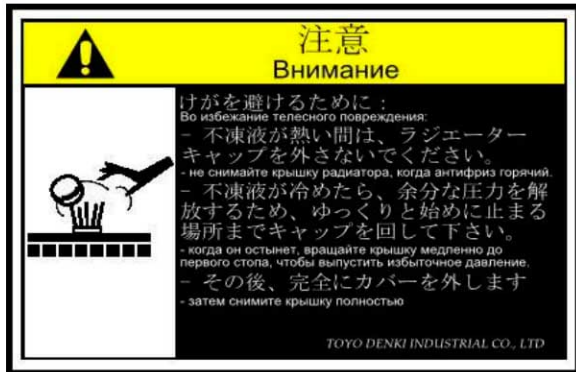 注意
Внимание
けがを避けるために：
Во избежание телесного повреждения:
- 不凍液が熱い間は、ラジエーター
キャップを外さないでください。
- не снимайте крышку радиатора, когда антифриз горячий.
- 不凍液が冷めたら、余分な圧力を解
放するため、ゆっくりと始めに止まる
場所までキャップを回して下さい。
- когда он остынет, вращайте крышку медленно до
первого стопа, чтобы выпустить избыточное давление.
- その後、完全にカバーを外します
- затем снимите крышку полностью
TOYO DENKI INDUSTRIAL CO., LTD